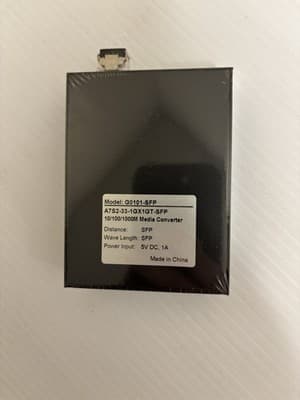 Model: G0101-SFP
A7S2-33-1GX1GT-SFP
10/100/1000M Media Converter
Distance: SFP
Wave Length: SFP
Power Input: 5V DC, 1A
Made in China